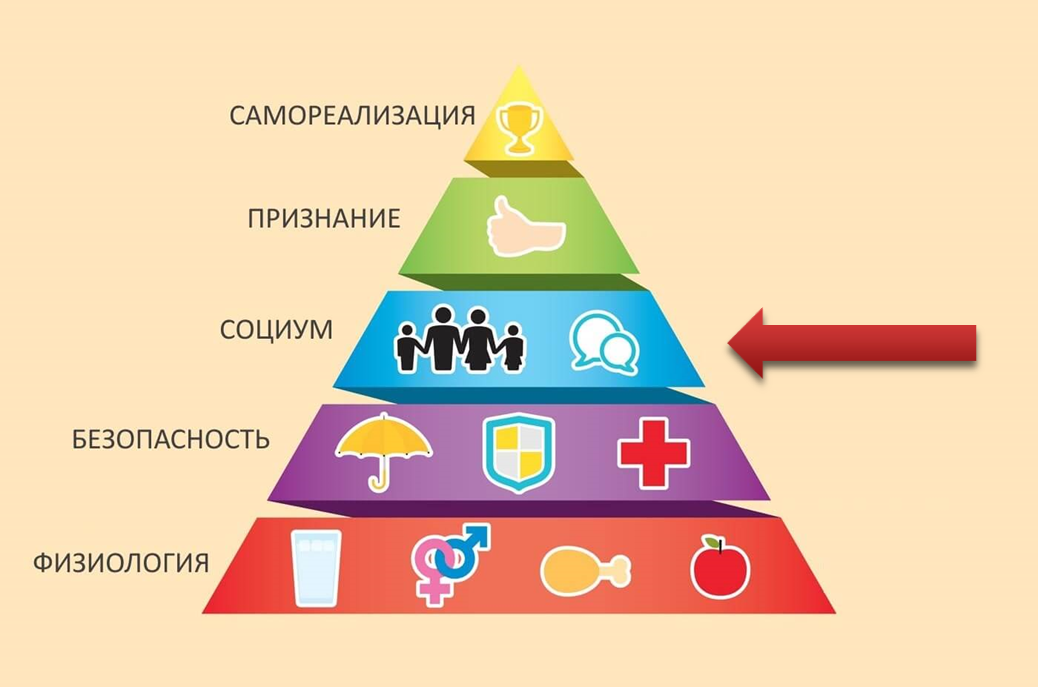 САМОРЕАЛИЗАЦИЯ
ПРИЗНАНИЕ
СОЦИУМ
БЕЗОПАСНОСТЬ
ФИЗИОЛОГИЯ